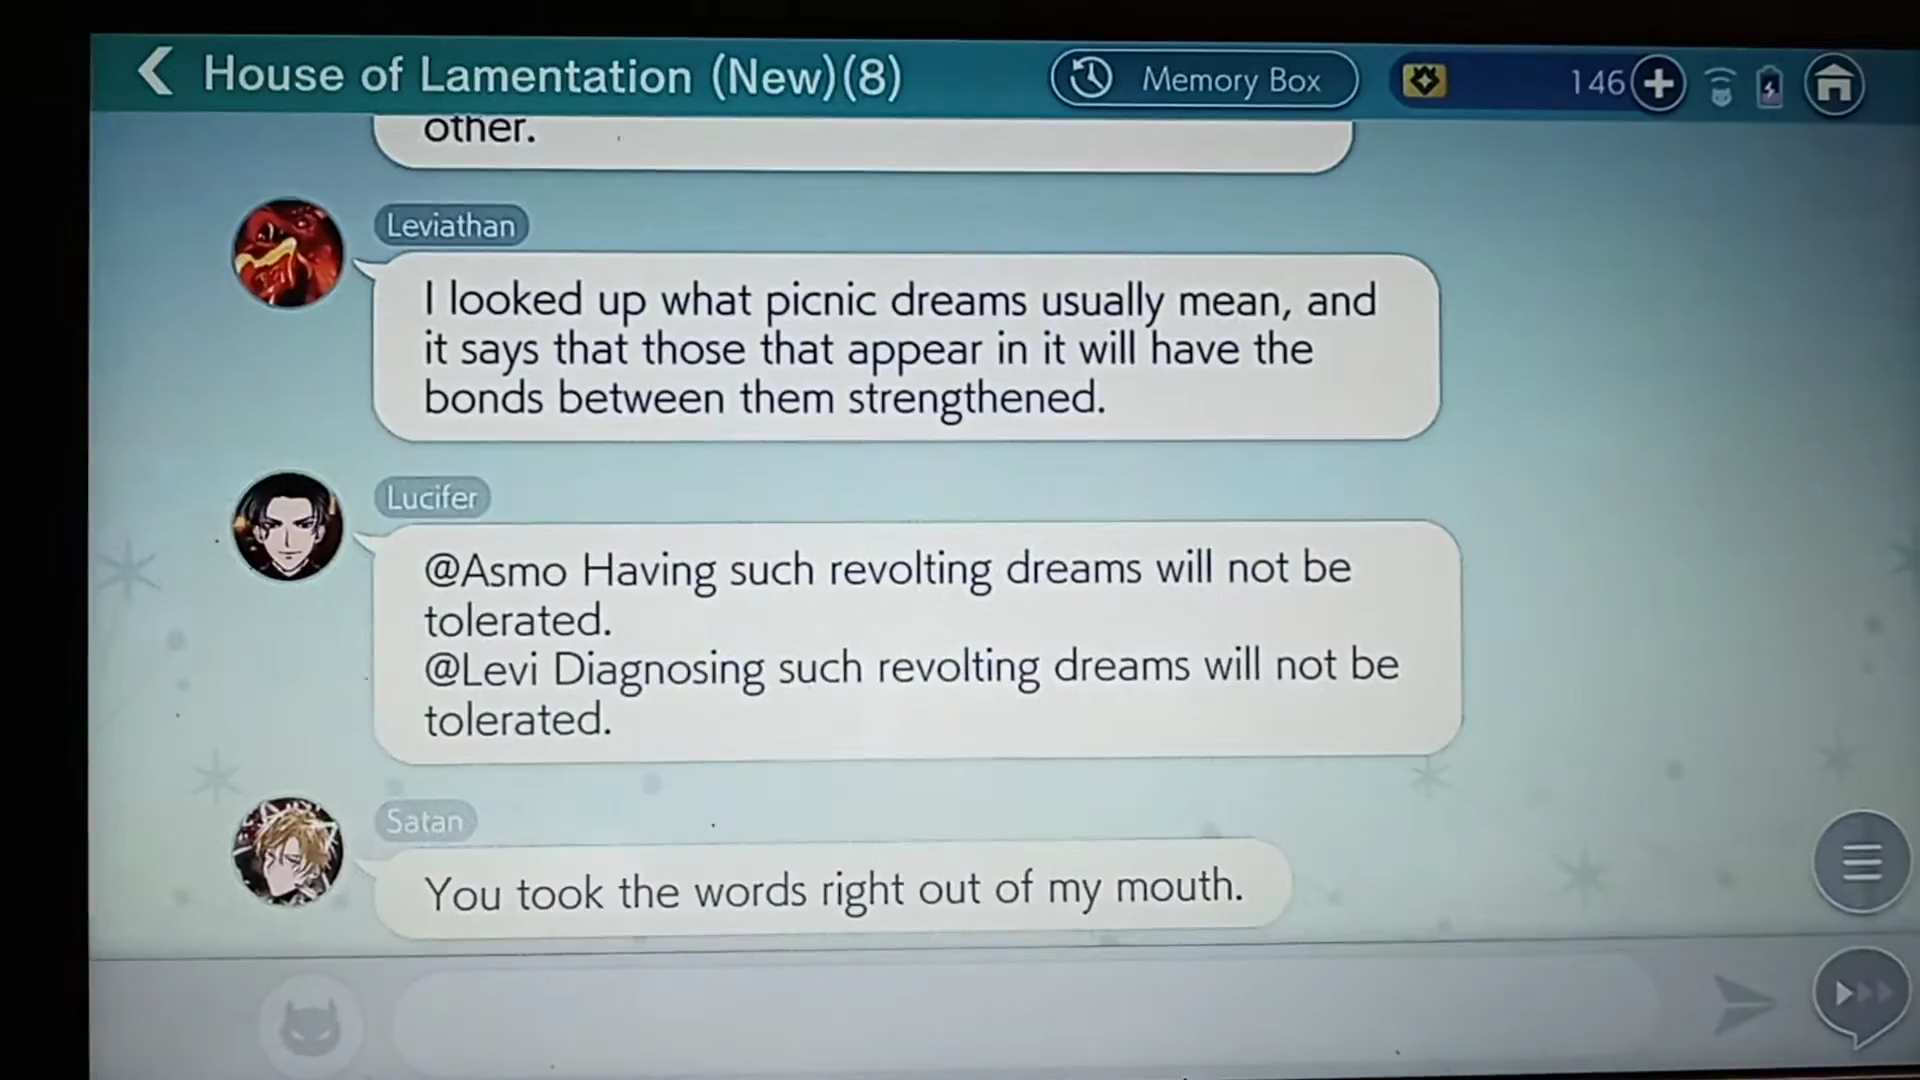 House of Lamentation (New)(8)
Memory Box
146
other.
Leviathan
I looked up what picnic dreams usually mean, and
it says that those that appear in it will have the
bonds between them strengthened.
Lucifer
@Asmo Having such revolting dreams will not be
tolerated.
@Levi Diagnosing such revolting dreams will not be
tolerated.
Satan
You took the words right out of my mouth.